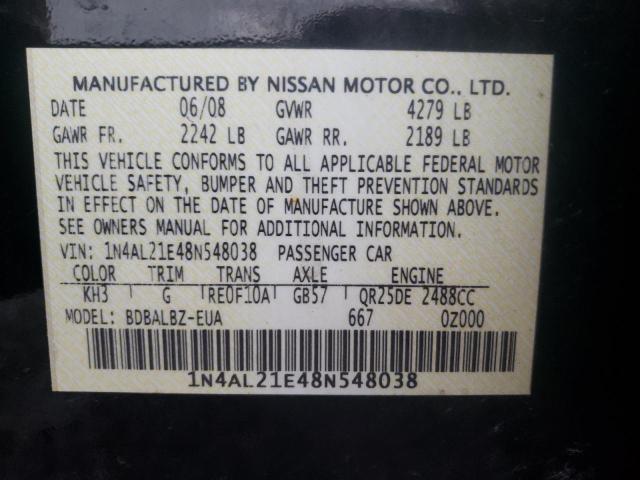 MANUFACTURED BY NISSAN MOTOR CO., LTD.
DATE 06/08 GVWR 4279 LB
GAWR FR. 2242 LB GAWR RR. 2189 LB
THIS VEHICLE CONFORMS TO ALL APPLICABLE FEDERAL MOTOR
VEHICLE SAFETY, BUMPER AND THEFT PREVENTION STANDARDS
IN EFFECT ON THE DATE OF MANUFACTURE SHOWN ABOVE.
SEE OWNERS MANUAL FOR ADDITIONAL INFORMATION.
VIN: 1N4AL21E48N548038 PASSENGER CAR
COLOR TRIM TRANS AXLE ENGINE
KH3 G RE0F10A GB57 QR25DE 2488CC
MODEL: BDBALBZ-EUA 667 0Z000
1N4AL21E48N548038